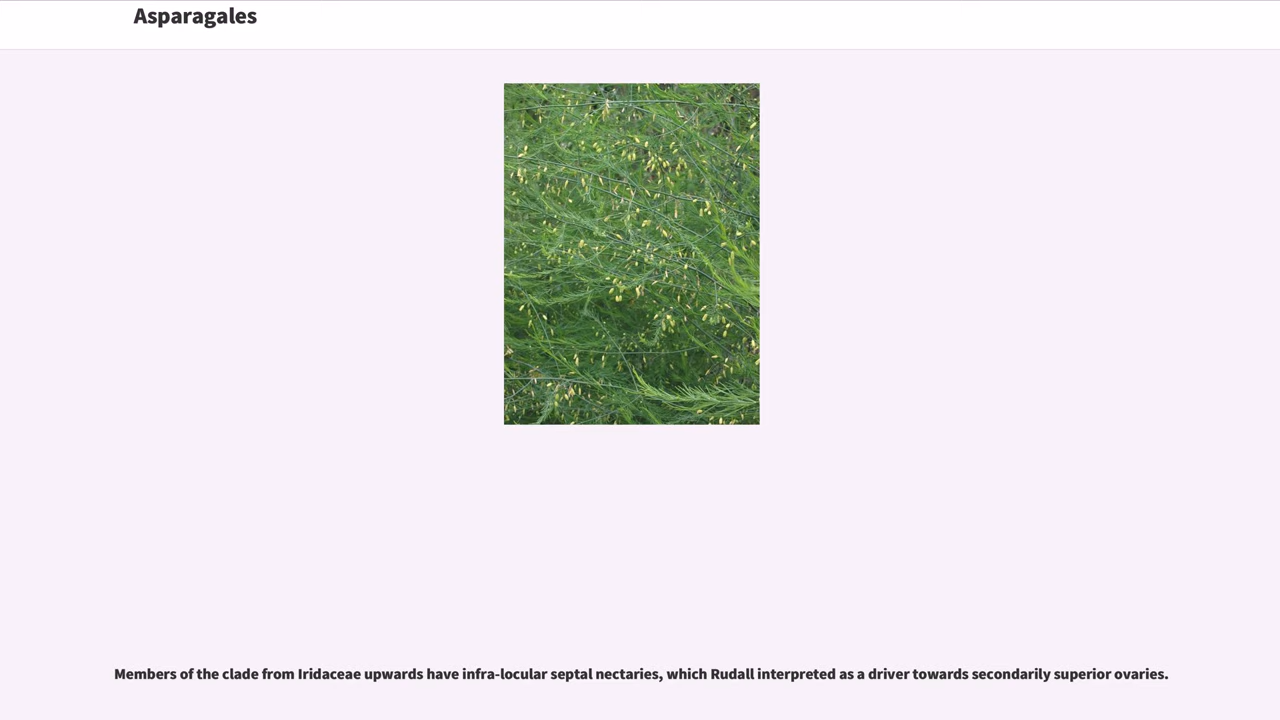 Asparagales
Members of the clade from Iridaceae upwards have infra-locular septal nectaries, which Rudall interpreted as a driver towards secondarily superior ovaries.